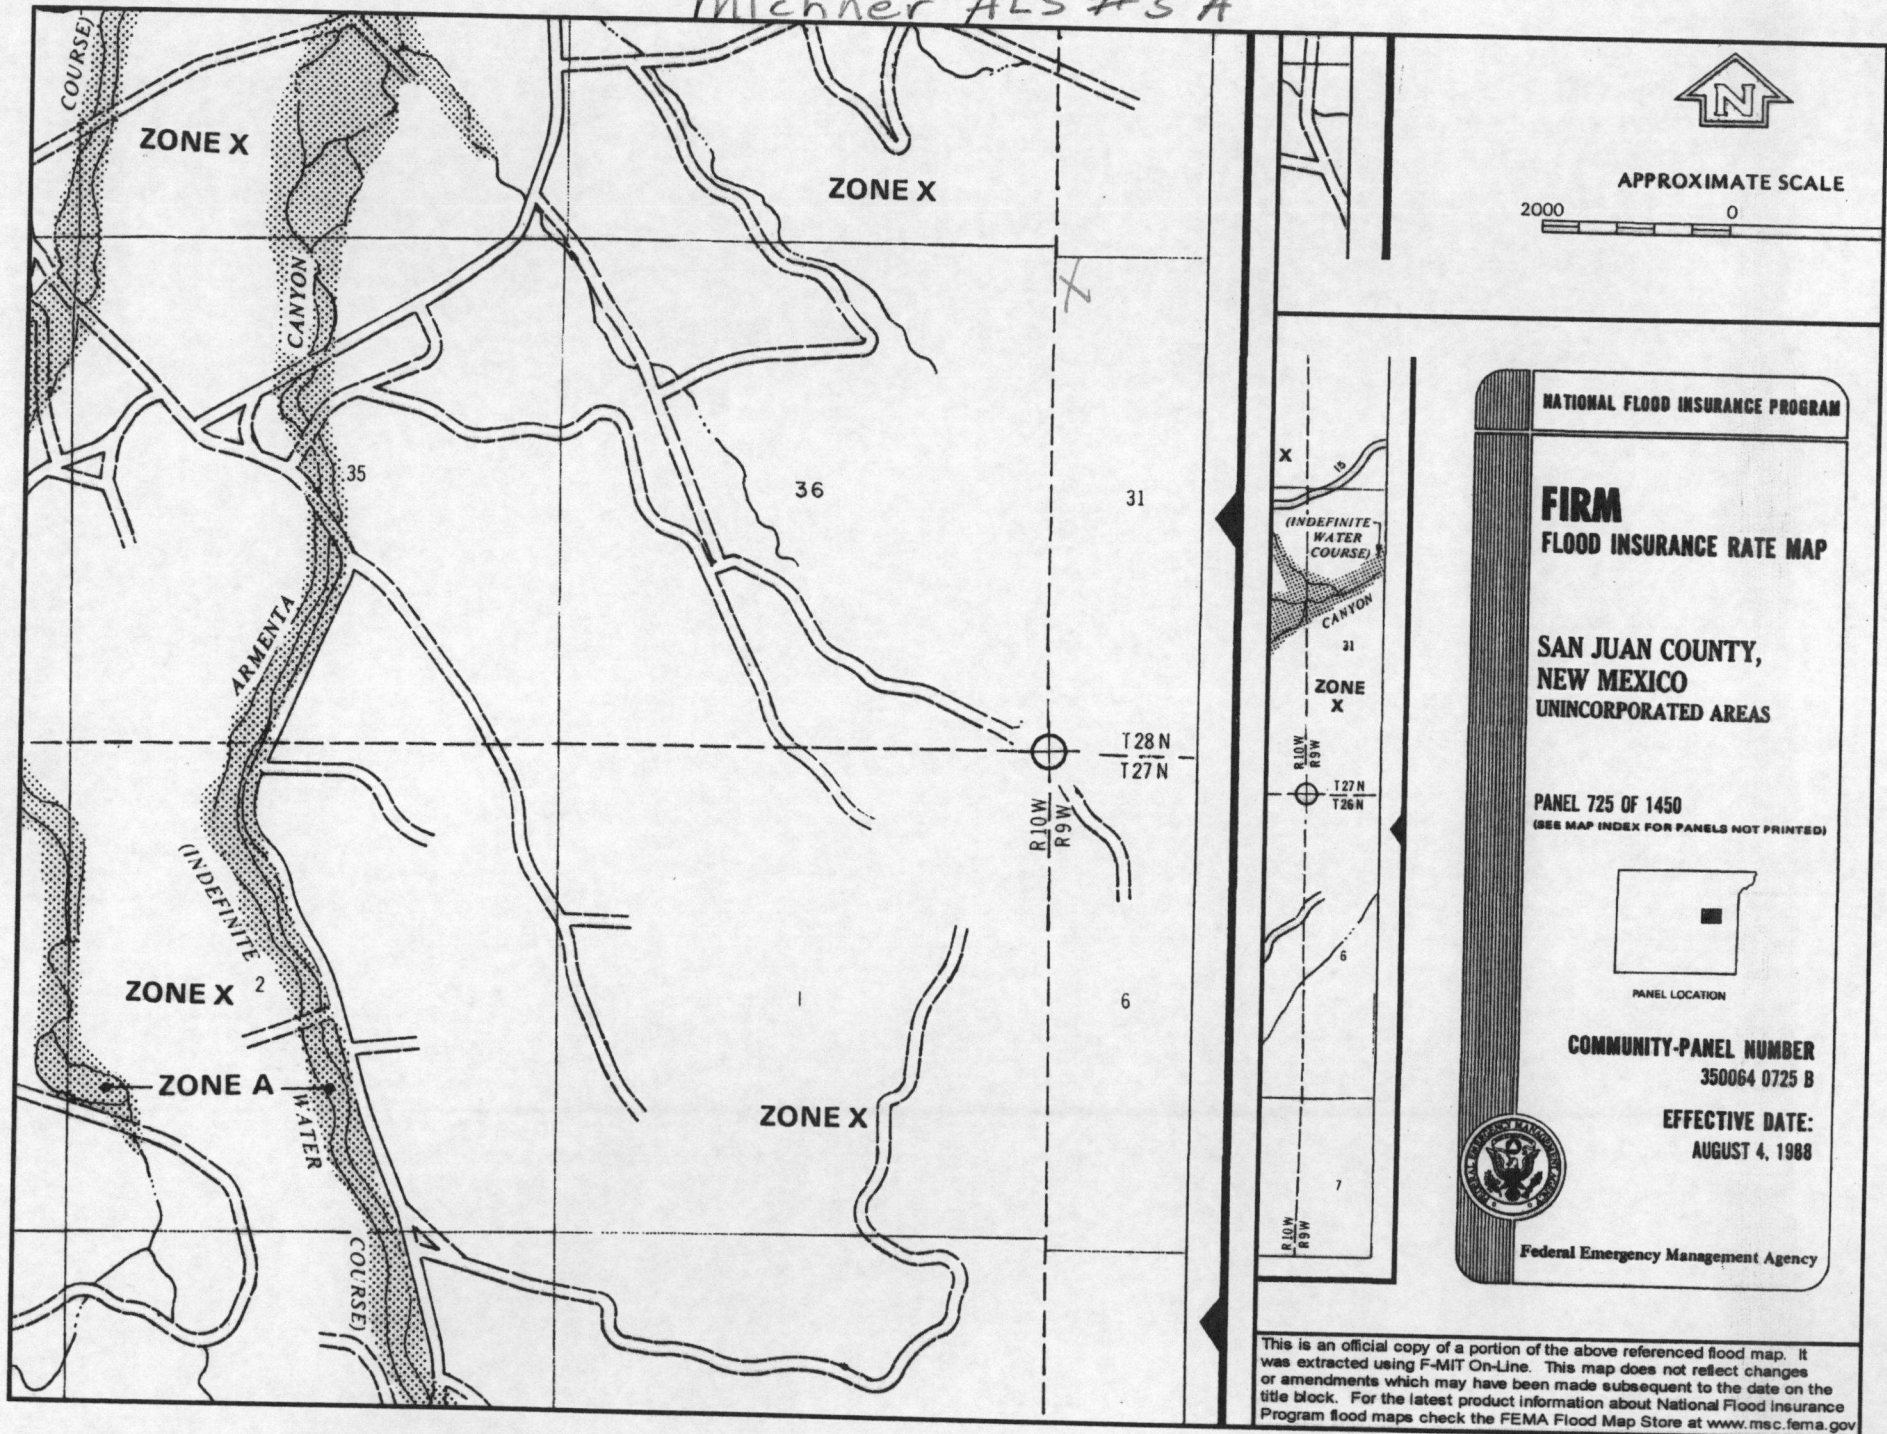 Michner ALS #3 A
COURSE)
ZONE X
ZONE X
CANYON
35
36
31
ARMENTA
T28N
T27N
R10W
R9W
(INDEFINITE
ZONE X
2
1
6
ZONE A
WATER
ZONE X
COURSE)
X
X
15
(INDEFINITE
WATER
COURSE)
CANYON
31
ZONE
X
R10W
R9W
T27N
T26N
6
7
R10W
R9W
N
APPROXIMATE SCALE
2000 0
NATIONAL FLOOD INSURANCE PROGRAM
FIRM
FLOOD INSURANCE RATE MAP
SAN JUAN COUNTY,
NEW MEXICO
UNINCORPORATED AREAS
PANEL 725 OF 1450
(SEE MAP INDEX FOR PANELS NOT PRINTED)
PANEL LOCATION
COMMUNITY-PANEL NUMBER
350064 0725 B
EFFECTIVE DATE:
AUGUST 4, 1988
FEDERAL EMERGENCY MANAGEMENT AGENCY
Federal Emergency Management Agency
This is an official copy of a portion of the above referenced flood map. It
was extracted using F-MIT On-Line. This map does not reflect changes
or amendments which may have been made subsequent to the date on the
title block. For the latest product information about National Flood Insurance
Program flood maps check the FEMA Flood Map Store at www.msc.fema.gov